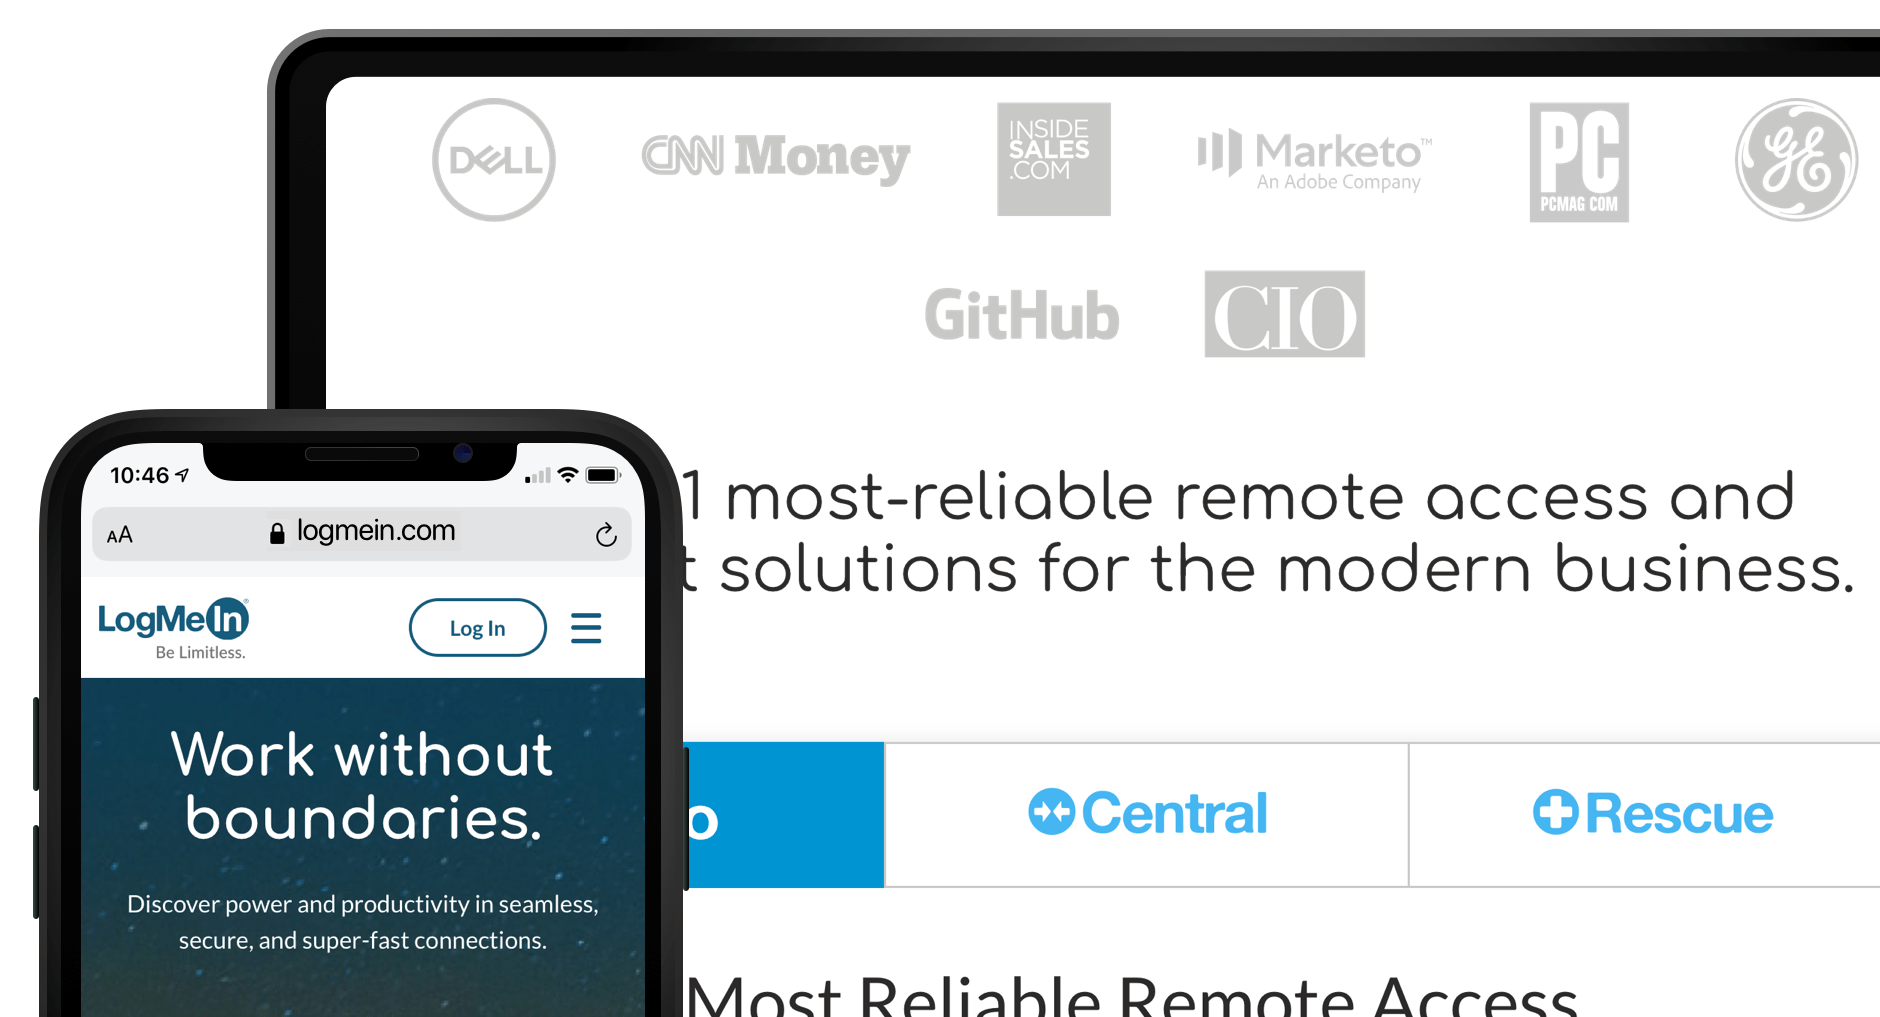 DELL
CNN Money
INSIDE
SALES
.COM
Marketo™
An Adobe Company
PC
PCMAG COM
GE
GitHub
CIO
1 most-reliable remote access and
t solutions for the modern business.
o
Central
Rescue
Most Reliable Remote Access
10:46
AA
logmein.com
LogMeIn®
Be Limitless.
Log In
Work without
boundaries.
Discover power and productivity in seamless,
secure, and super-fast connections.